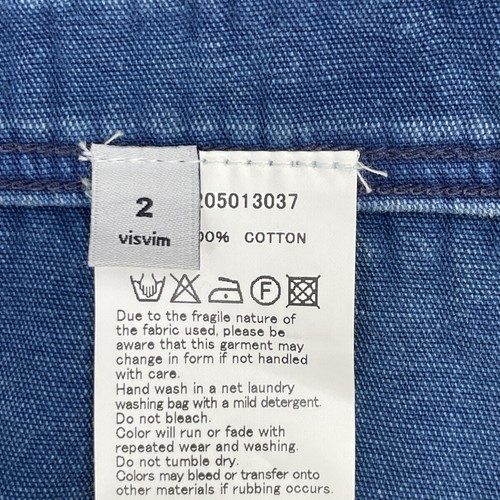 2
visvim
205013037
00% COTTON
F
Due to the fragile nature of
the fabric used, please be
aware that this garment may
change in form if not handled
with care.
Hand wash in a net laundry
washing bag with a mild detergent.
Do not bleach.
Color will run or fade with
repeated wear and washing.
Do not tumble dry.
Colors may bleed or transfer onto
other materials if rubbing occurs.